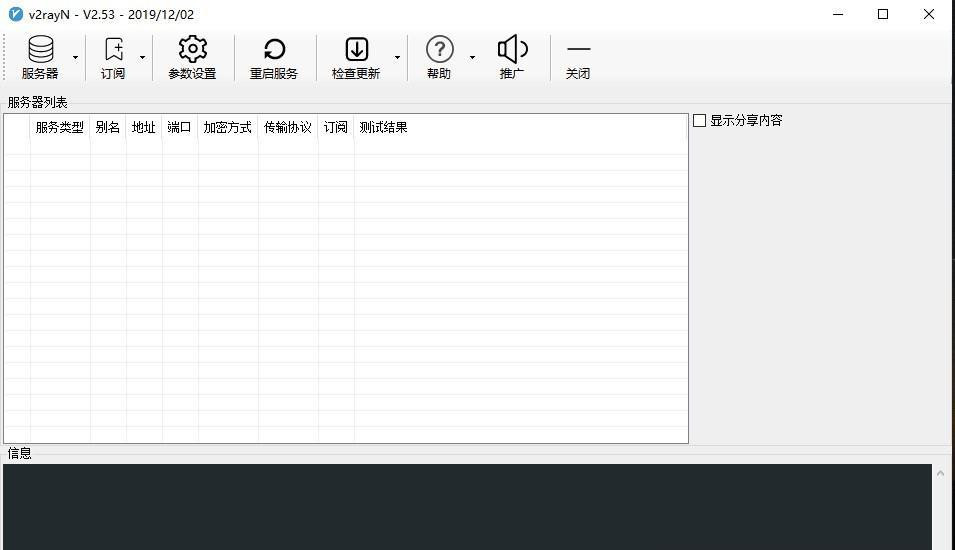 v2rayN - V2.53 - 2019/12/02
服务器 订阅 参数设置 重启服务 检查更新 帮助 推广 关闭
服务器列表
服务类型 别名 地址 端口 加密方式 传输协议 订阅 测试结果
显示分享内容
信息